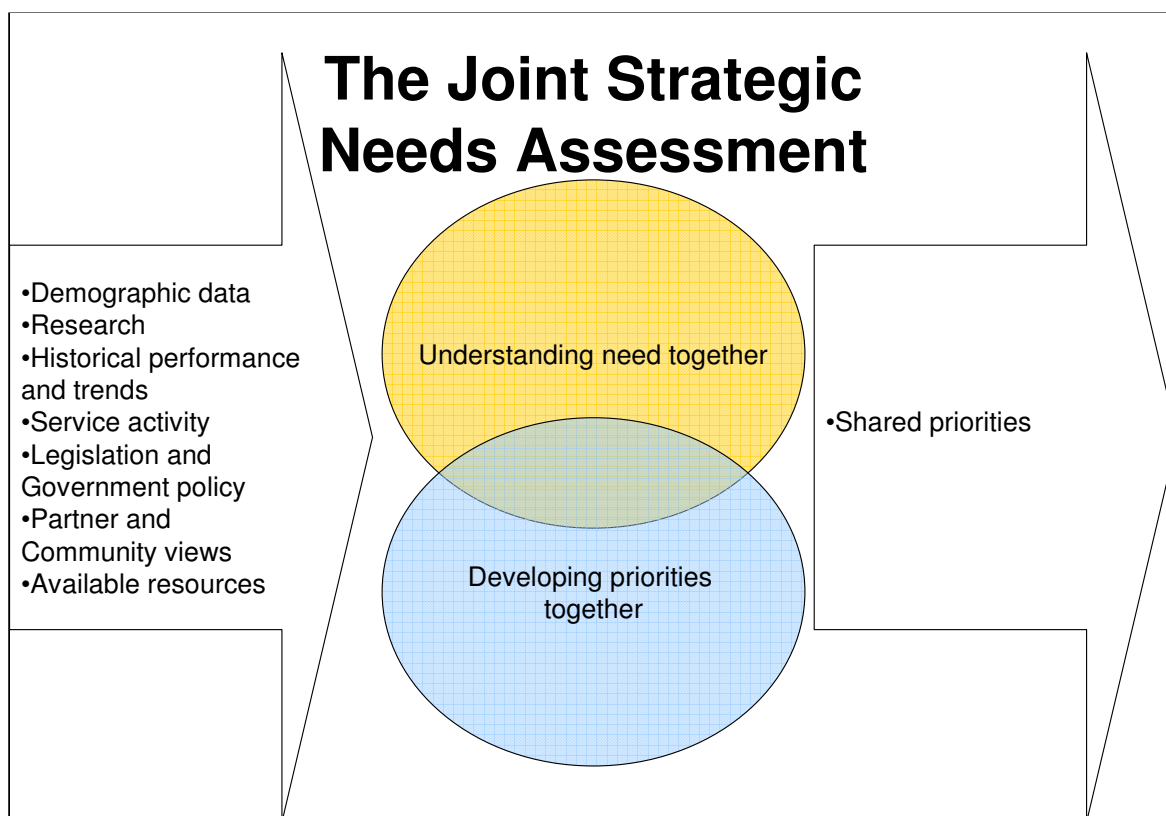 The Joint Strategic
Needs Assessment
•Demographic data
•Research
•Historical performance
and trends
•Service activity
•Legislation and
Government policy
•Partner and
Community views
•Available resources
Understanding need together
Developing priorities
together
•Shared priorities